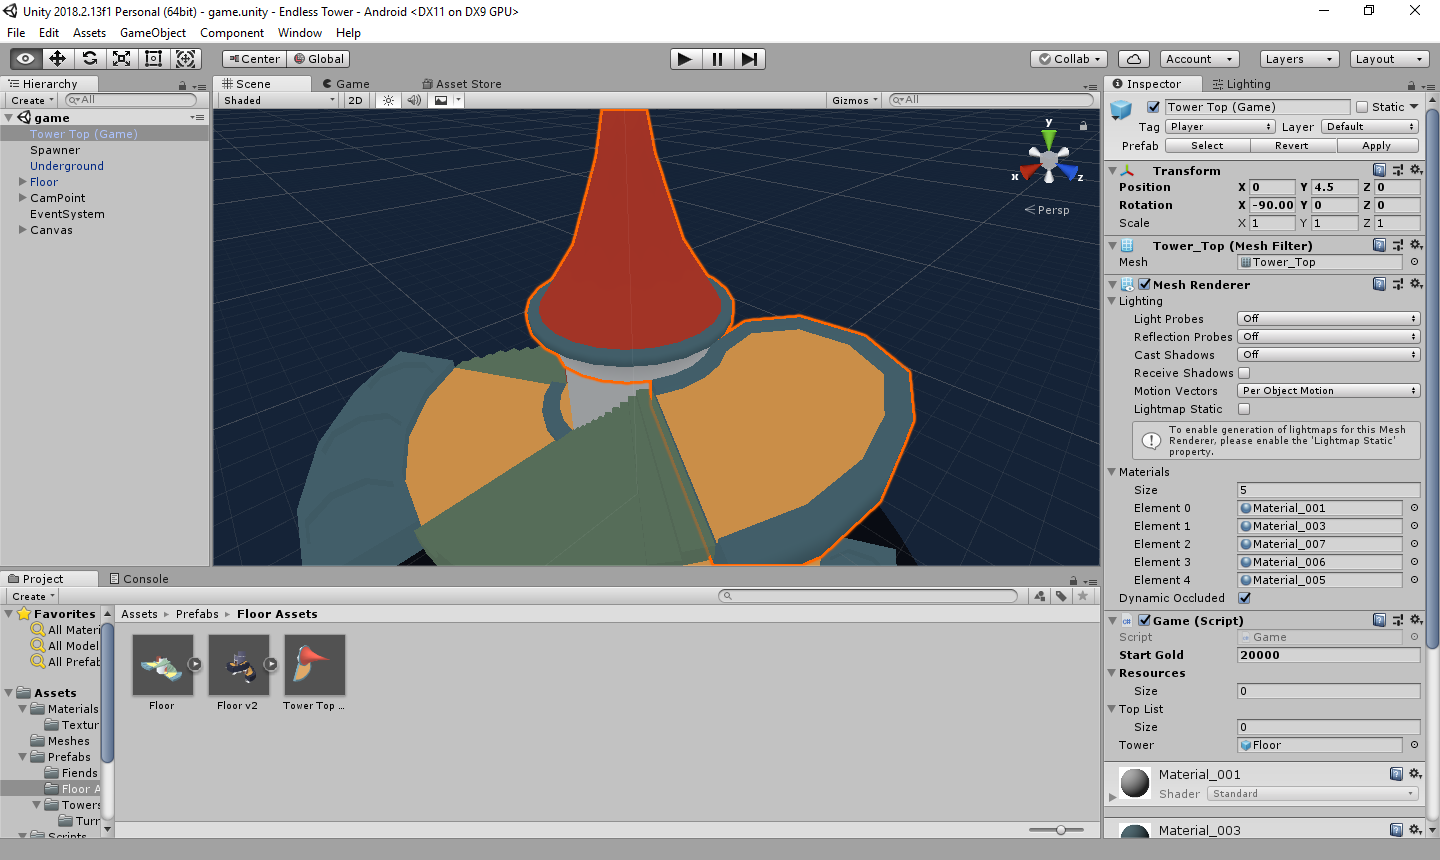 Unity 2018.2.13f1 Personal (64bit) - game.unity - Endless Tower - Android <DX11 on DX9 GPU>
File Edit Assets GameObject Component Window Help
Center Global Collab Account Layers Layout
Hierarchy
Create All
game
Tower Top (Game)
Spawner
Underground
Floor
CamPoint
EventSystem
Canvas
Scene Game Asset Store
Shaded 2D Gizmos All
y
x
z
Persp
Inspector Lighting
Tower Top (Game) Static
Tag Player Layer Default
Prefab Select Revert Apply
Transform
Position X 0 Y 4.5 Z 0
Rotation X -90.00 Y 0 Z 0
Scale X 1 Y 1 Z 1
Tower_Top (Mesh Filter)
Mesh Tower_Top
Mesh Renderer
Lighting
Light Probes Off
Reflection Probes Off
Cast Shadows Off
Receive Shadows
Motion Vectors Per Object Motion
Lightmap Static
To enable generation of lightmaps for this Mesh
Renderer, please enable the 'Lightmap Static'
property.
Materials
Size 5
Element 0 Material_001
Element 1 Material_003
Element 2 Material_007
Element 3 Material_006
Element 4 Material_005
Dynamic Occluded
Game (Script)
Script Game
Start Gold 20000
Resources
Size 0
Top List
Size 0
Tower Floor
Material_001
Shader Standard
Material_003
Project Console
Create
Favorites
All Materi
All Model
All Prefab
Assets
Materials
Textur
Meshes
Prefabs
Fiends
Floor A
Towers
Turr
Scripts
Assets Prefabs Floor Assets
Floor Floor v2 Tower Top ...